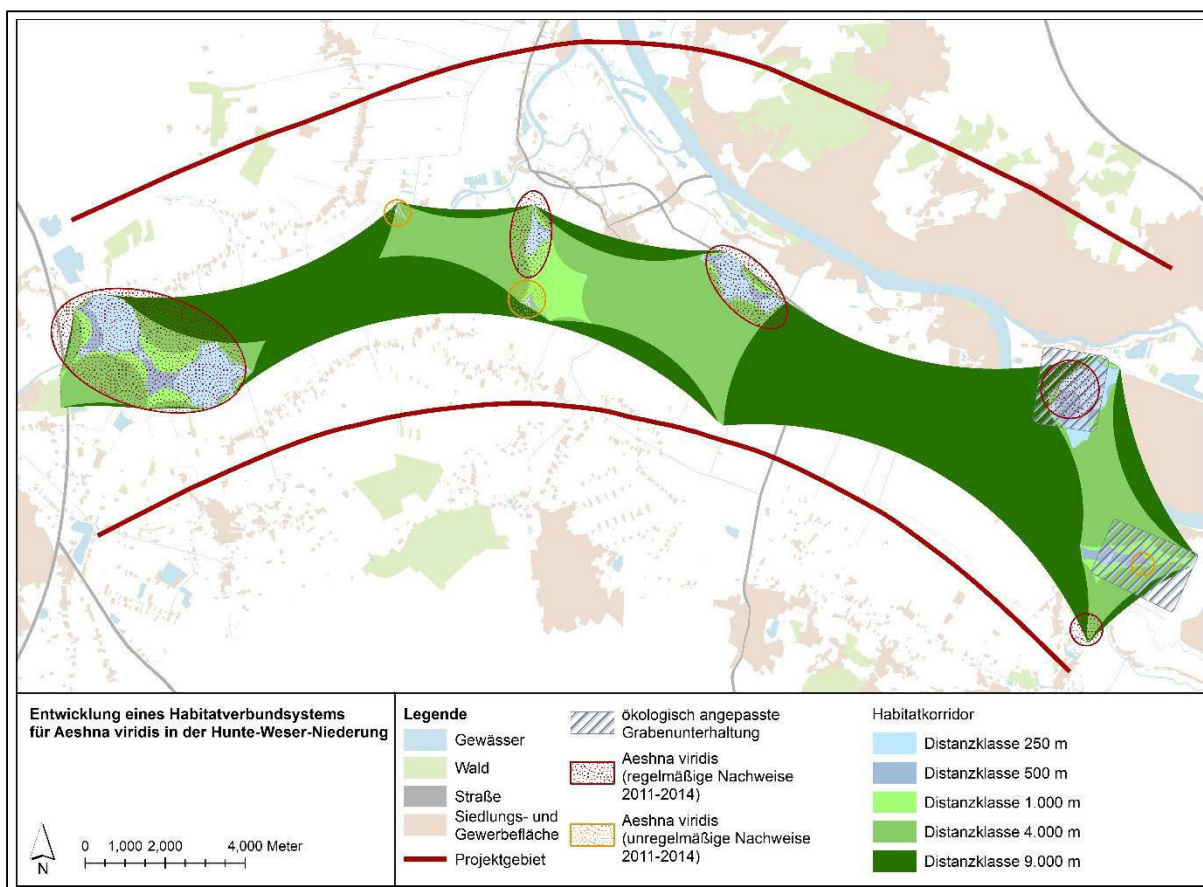 Entwicklung eines Habitatverbundsystems
für Aeshna viridis in der Hunte-Weser-Niederung
N
0 1,000 2,000 4,000 Meter
Legende
Gewässer
Wald
Straße
Siedlungs- und
Gewerbefläche
Projektgebiet
ökologisch angepasste
Grabenunterhaltung
Aeshna viridis
(regelmäßige Nachweise
2011-2014)
Aeshna viridis
(unregelmäßige Nachweise
2011-2014)
Habitatkorridor
Distanzklasse 250 m
Distanzklasse 500 m
Distanzklasse 1.000 m
Distanzklasse 4.000 m
Distanzklasse 9.000 m